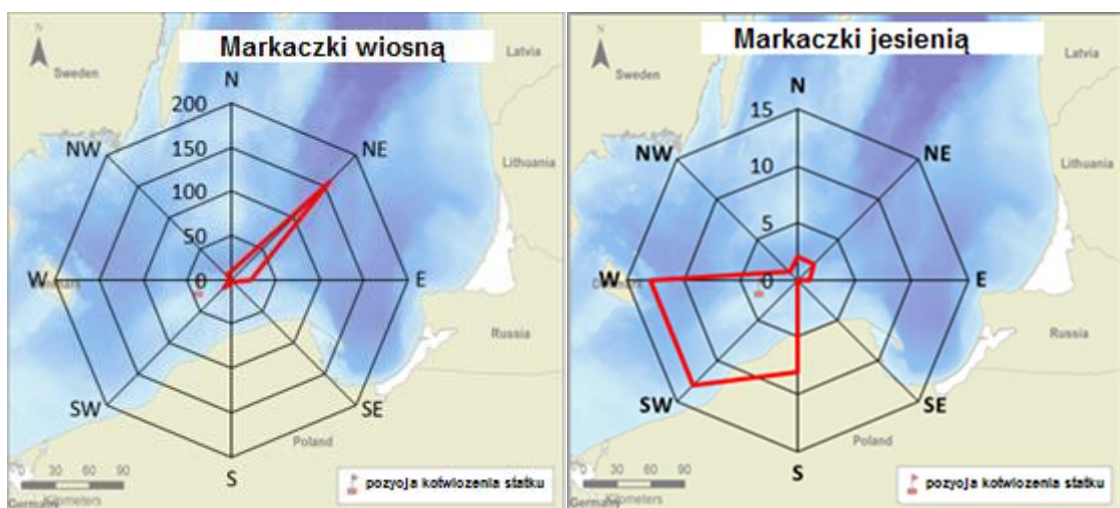 Markaczki wiosną
N
Sweden
Latvia
N
200
150
100
50
0
NW
NE
Lithuania
W
E
Russia
SW
SE
Poland
S
0 30 60 90
Kilometers
Germany
pozyoja kotwiozenia statku
Markaczki jesienią
N
Sweden
Latvia
N
15
10
5
0
NW
NE
Lithuania
W
E
Russia
SW
SE
Poland
S
0 30 60 90
Kilometers
Germany
pozyoja kotwiozenia statku